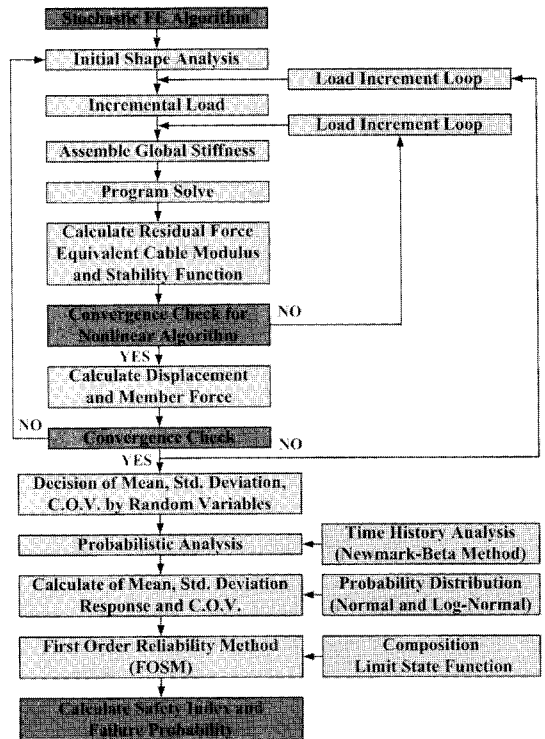 Stochastic FE Algorithm
Initial Shape Analysis
Load Increment Loop
Incremental Load
Load Increment Loop
Assemble Global Stiffness
Program Solve
Calculate Residual Force
Equivalent Cable Modulus
and Stability Function
Convergence Check for
Nonlinear Algorithm
NO
YES
Calculate Displacement
and Member Force
NO
Convergence Check
NO
YES
Decision of Mean, Std. Deviation,
C.O.V. by Random Variables
Probabilistic Analysis
Time History Analysis
(Newmark-Beta Method)
Calculate of Mean, Std. Deviation
Response and C.O.V.
Probability Distribution
(Normal and Log-Normal)
First Order Reliability Method
(FOSM)
Composition
Limit State Function
Calculate Safety Index and
Failure Probability